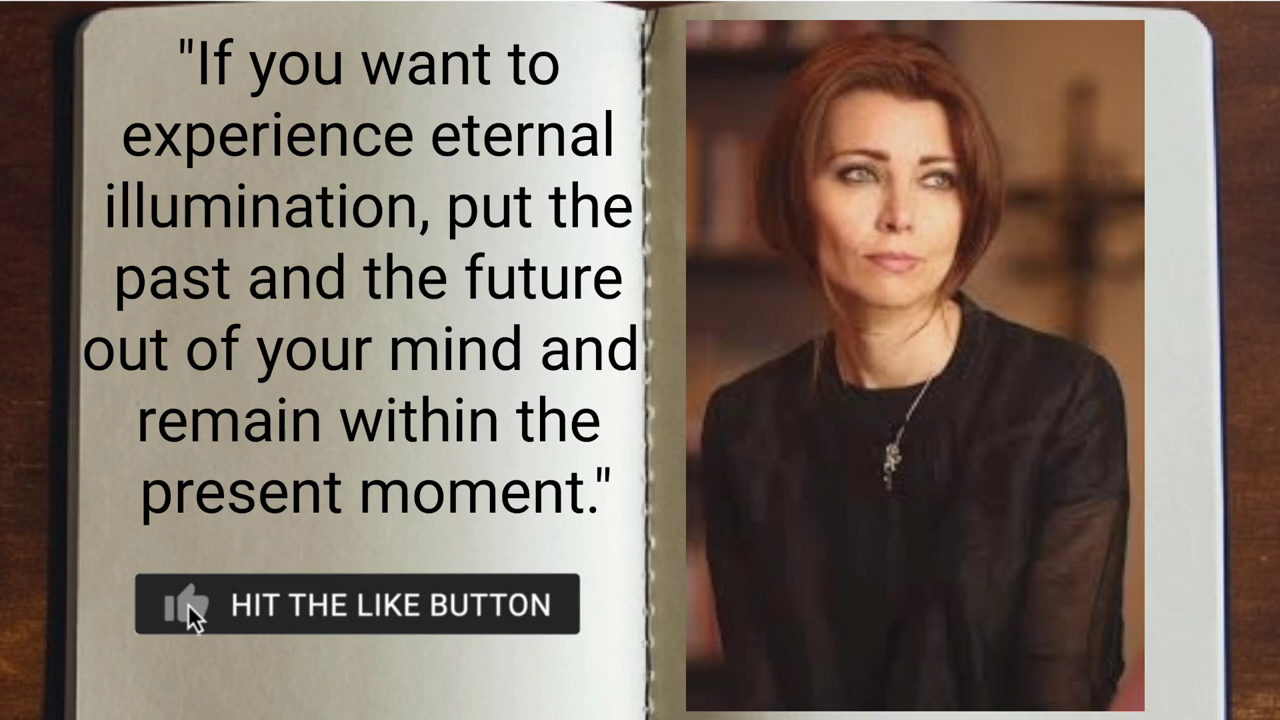 "If you want to
experience eternal
illumination, put the
past and the future
out of your mind and
remain within the
present moment."
HIT THE LIKE BUTTON